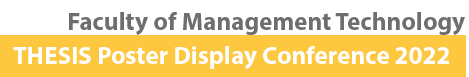 Faculty of Management Technology
THESIS Poster Display Conference 2022